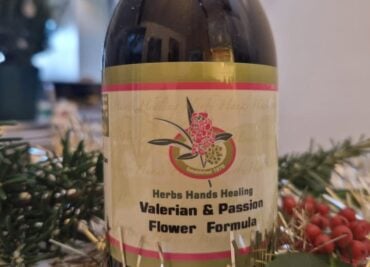 Herbs Hands Healing
Valerian & Passion
Flower Formula